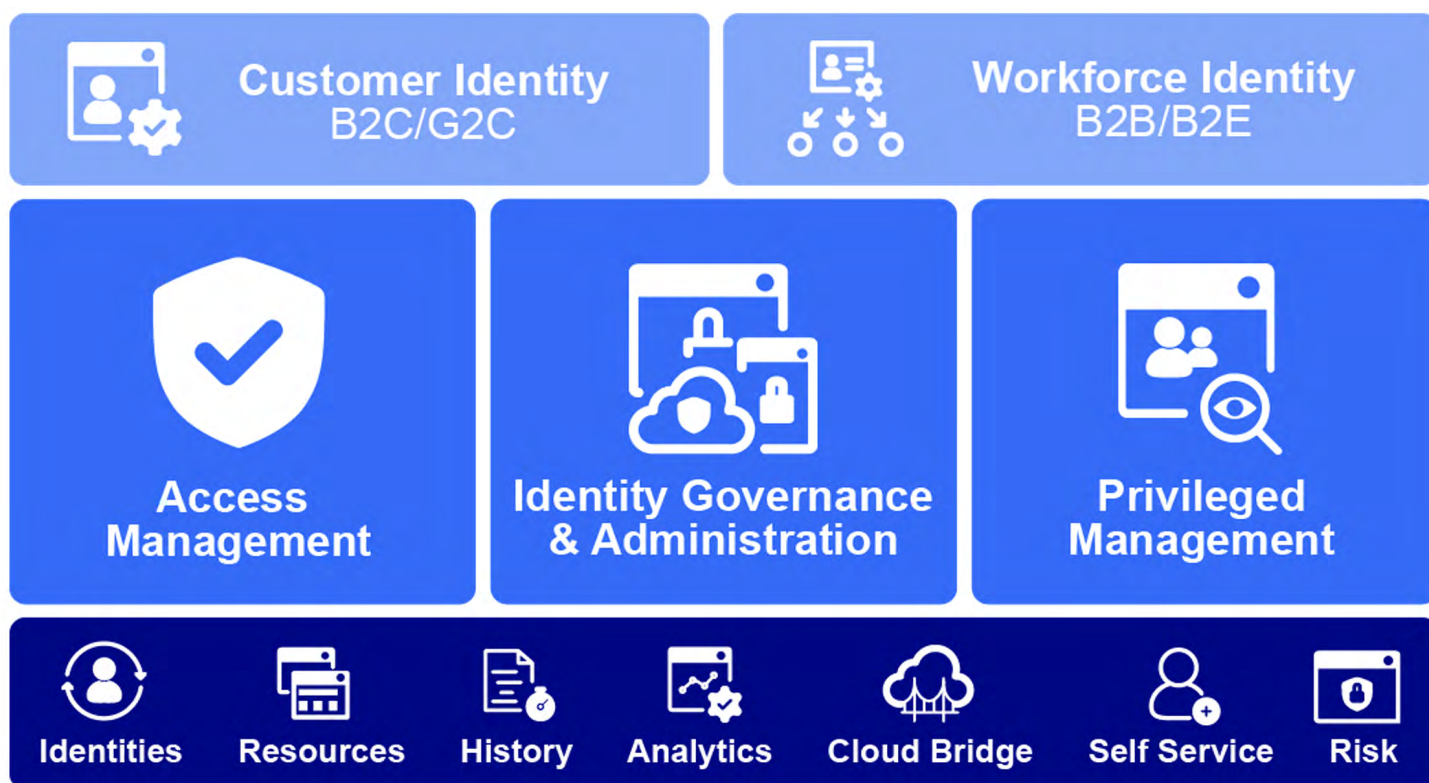 Customer Identity
B2C/G2C
Workforce Identity
B2B/B2E
Access
Management
Identity Governance
& Administration
Privileged
Management
Identities
Resources
History
Analytics
Cloud Bridge
Self Service
Risk